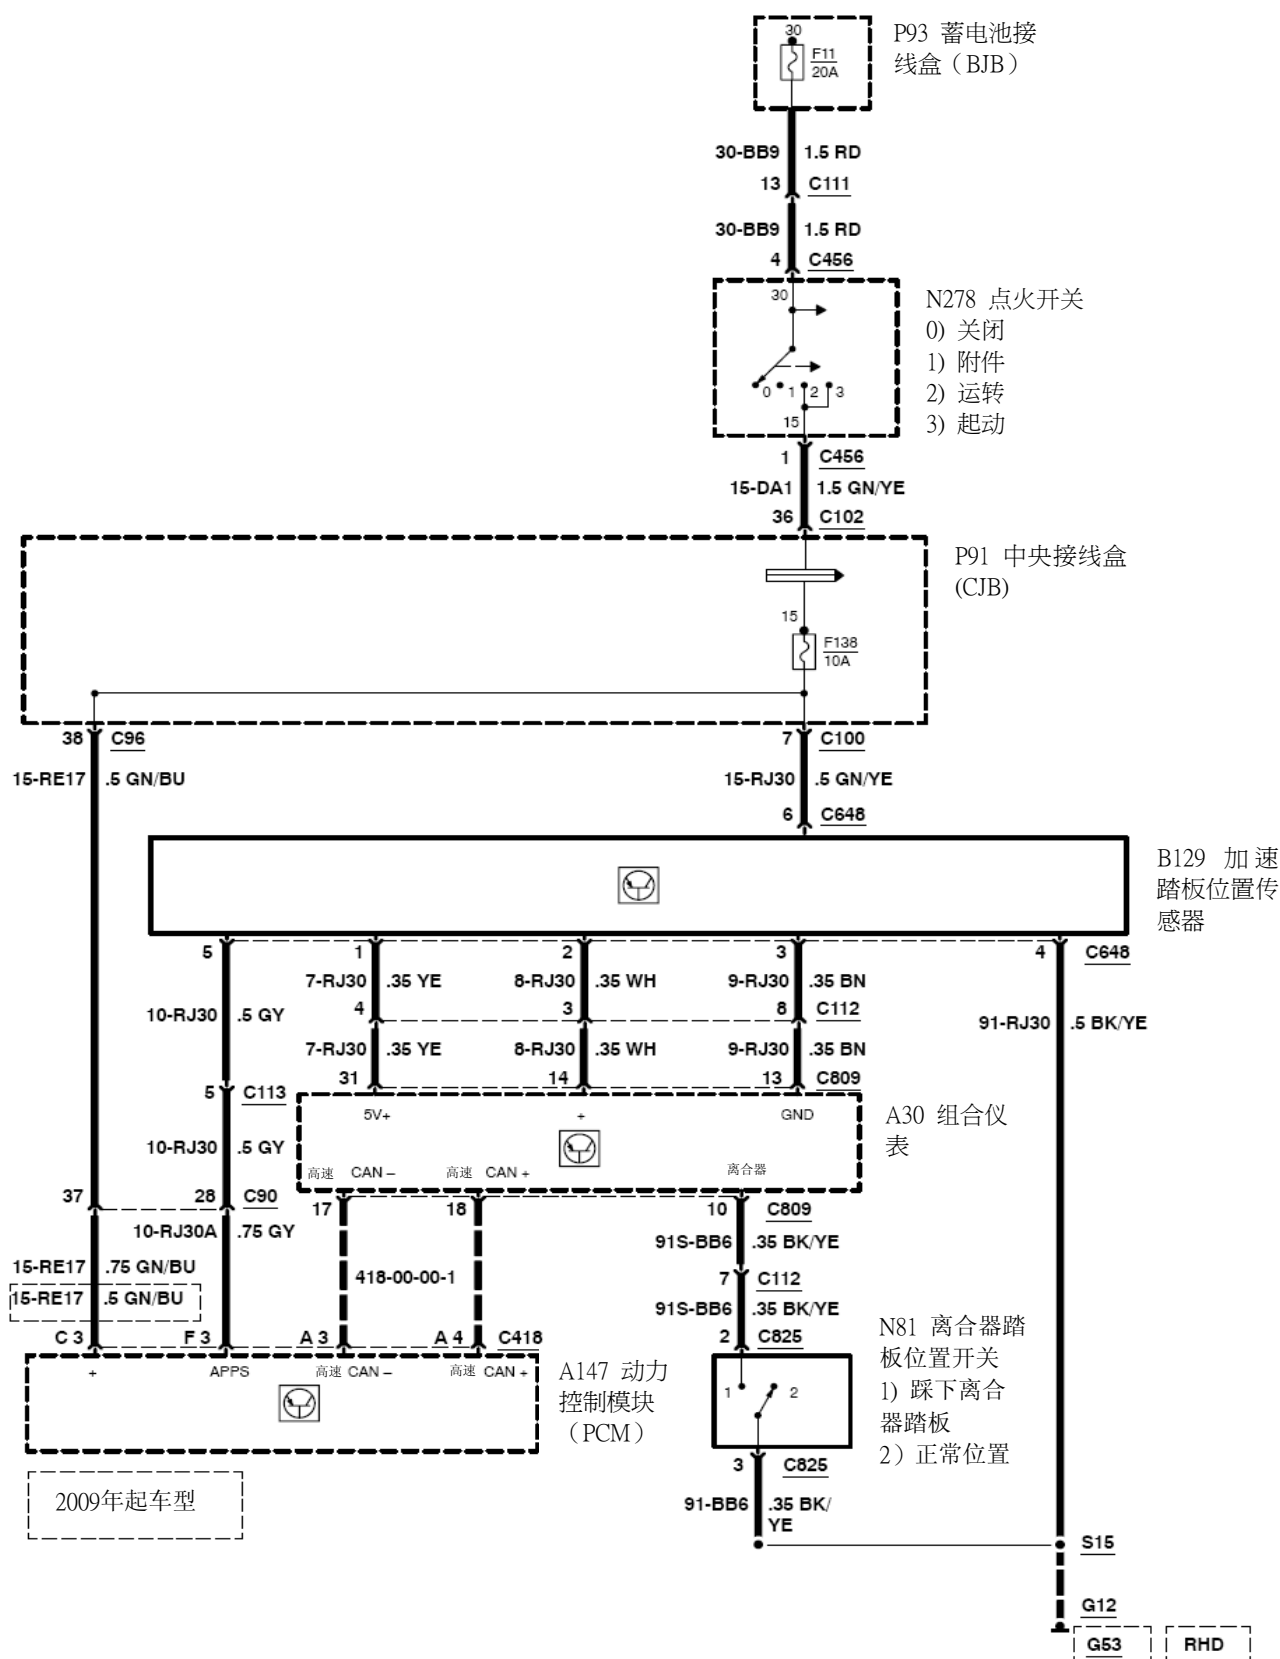 30
F11
20A
P93 蓄电池接
线盒（BJB）
30-BB9 1.5 RD
13 C111
30-BB9 1.5 RD
4 C456
30
0 1 2 3
15
N278 点火开关
0) 关闭
1) 附件
2) 运转
3) 起动
1 C456
15-DA1 1.5 GN/YE
36 C102
P91 中央接线盒
(CJB)
15
F138
10A
38 C96
7 C100
15-RE17 .5 GN/BU
15-RJ30 .5 GN/YE
6 C648
B129 加速
踏板位置传
感器
5 1 2 3 4 C648
7-RJ30 .35 YE 8-RJ30 .35 WH 9-RJ30 .35 BN
4 3 8 C112
10-RJ30 .5 GY
91-RJ30 .5 BK/YE
7-RJ30 .35 YE 8-RJ30 .35 WH 9-RJ30 .35 BN
31 14 13 C809
5 C113
5V+ + GND
A30 组合仪
表
10-RJ30 .5 GY
高速 CAN – 高速 CAN + 离合器
37 28 C90
17 18 10 C809
10-RJ30A .75 GY
91S-BB6 .35 BK/YE
15-RE17 .75 GN/BU
418-00-00-1
7 C112
15-RE17 .5 GN/BU
91S-BB6 .35 BK/YE
C 3 F 3 A 3 A 4 C418
2 C825
+ APPS 高速 CAN – 高速 CAN +
A147 动力
控制模块
（PCM）
1 2
N81 离合器踏
板位置开关
1) 踩下离合
器踏板
2）正常位置
3 C825
2009年起车型
91-BB6 .35 BK/
YE
S15
G12
G53 RHD